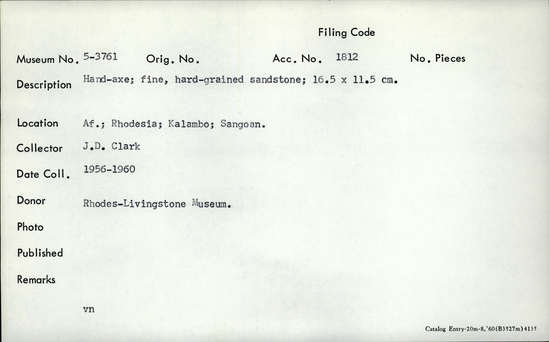 Filing Code
Museum No. 5-3761 Orig. No. Acc. No. 1812 No. Pieces
Description Hand-axe; fine, hard-grained sandstone; 16.5 x 11.5 cm.
Location Af.; Rhodesia; Kalambo; Sangoan.
Collector J.D. Clark
Date Coll. 1956-1960
Donor Rhodes-Livingstone Museum.
Photo
Published
Remarks
vn
Catalog Entry-20m-8,'60(B3527m)4155